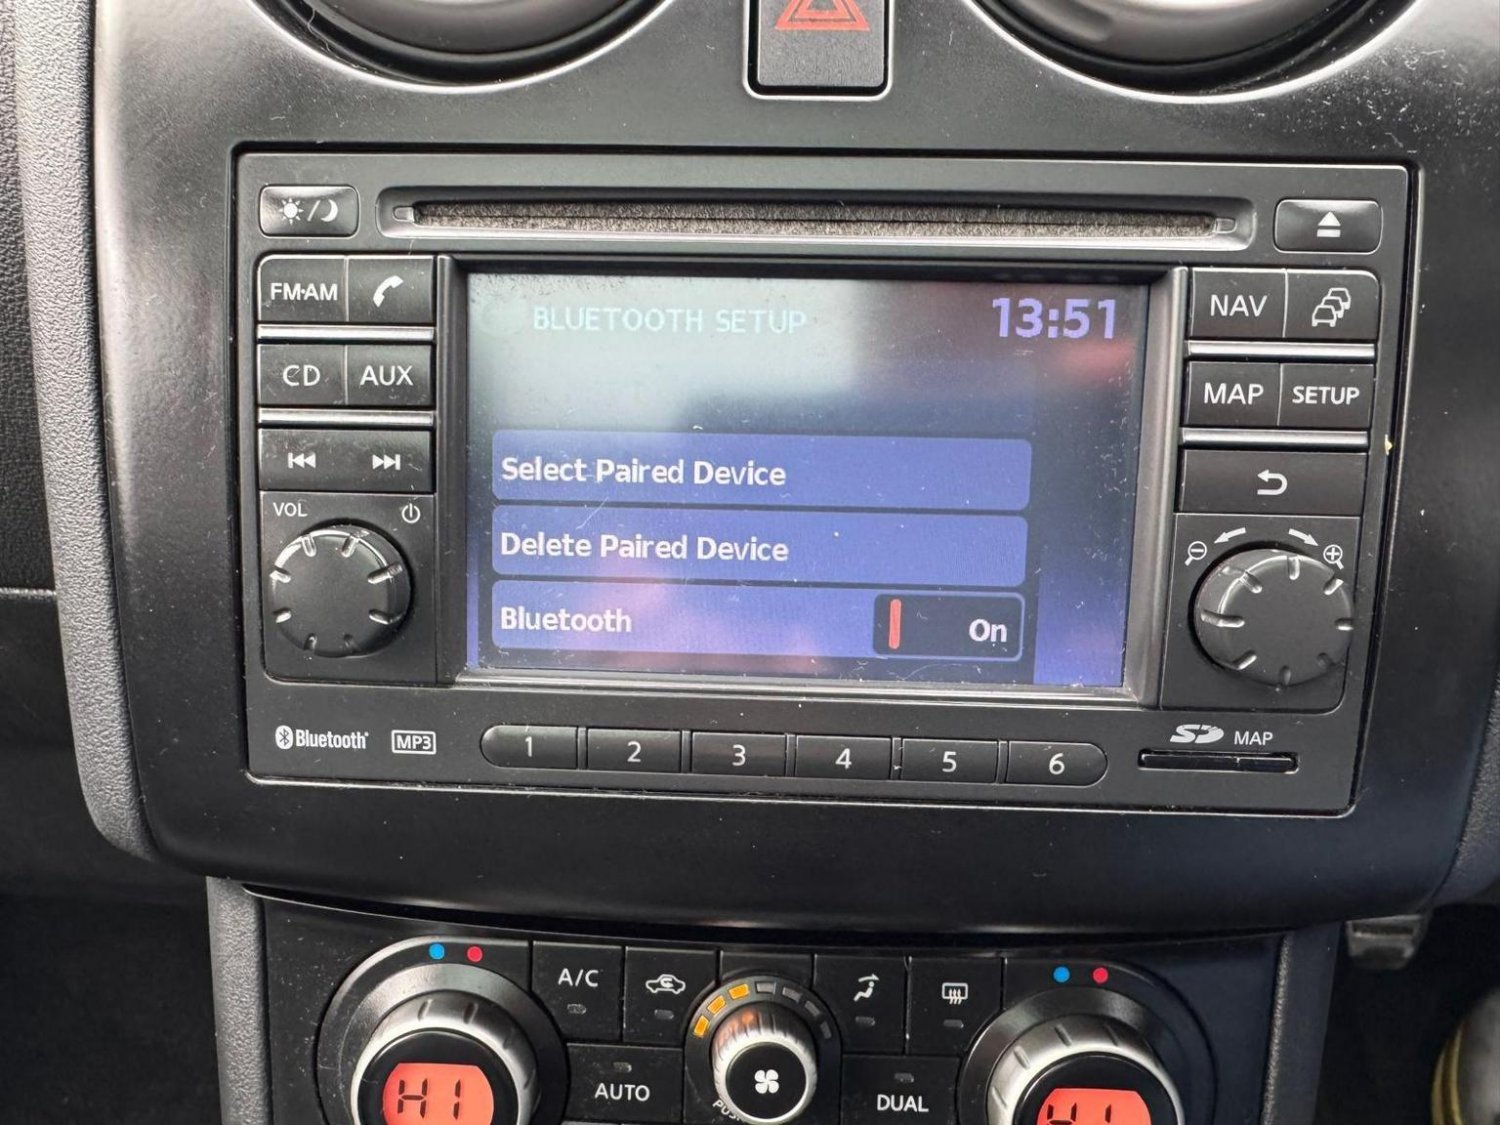 FM·AM
CD
AUX
VOL
BLUETOOTH SETUP
13:51
Select Paired Device
Delete Paired Device
Bluetooth
On
NAV
MAP
SETUP
Bluetooth
MP3
1 2 3 4 5 6
SD MAP
A/C
AUTO
DUAL
HI
HI